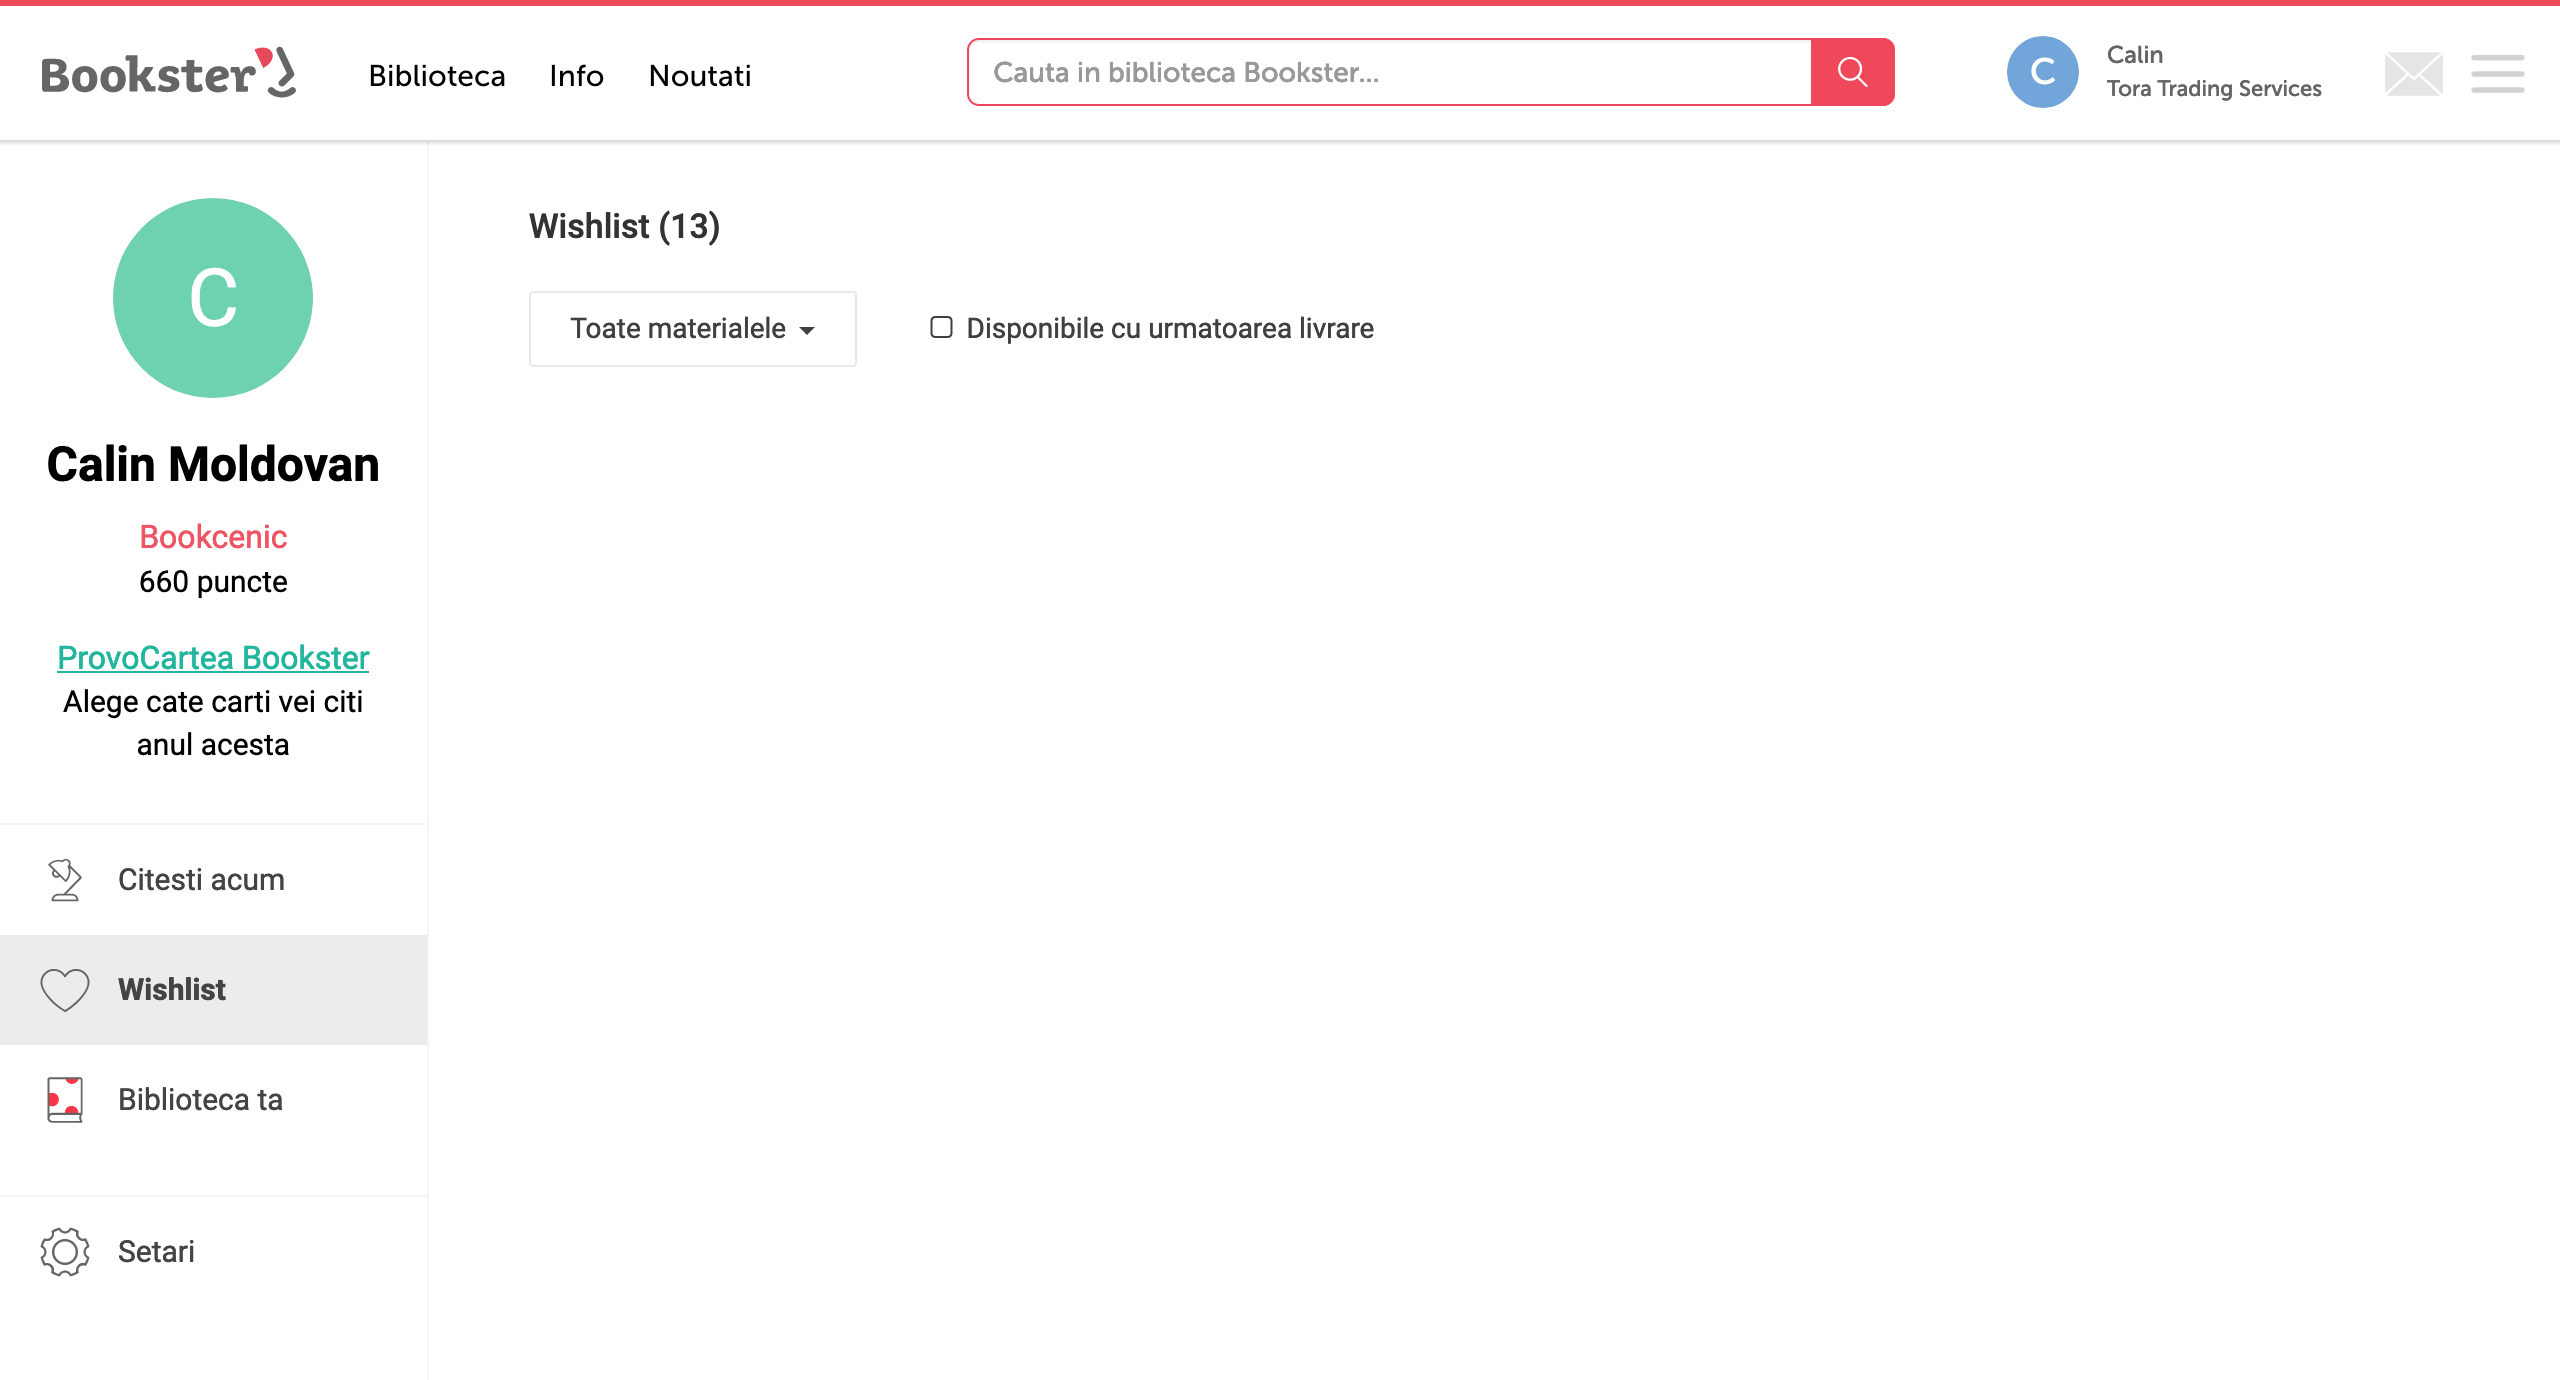 Bookster
Biblioteca
Info
Noutati
Cauta in biblioteca Bookster...
C
Calin
Tora Trading Services
C
Calin Moldovan
Bookcenic
660 puncte
ProvoCartea Bookster
Alege cate carti vei citi
anul acesta
Citesti acum
Wishlist
Biblioteca ta
Setari
Wishlist (13)
Toate materialele
Disponibile cu urmatoarea livrare